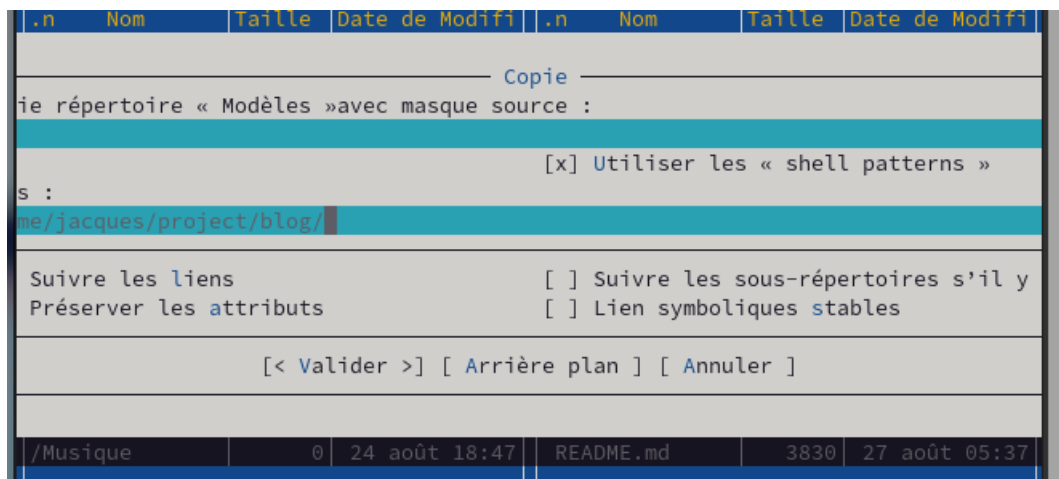 .n Nom Taille Date de Modifi .n Nom Taille Date de Modifi
Copie
ie répertoire « Modèles »avec masque source :
[x] Utiliser les « shell patterns »
s :
me/jacques/project/blog/
Suivre les liens [ ] Suivre les sous-répertoires s’il y
Préserver les attributs [ ] Lien symboliques stables
[< Valider >] [ Arrière plan ] [ Annuler ]
/Musique 0 24 août 18:47 README.md 3830 27 août 05:37